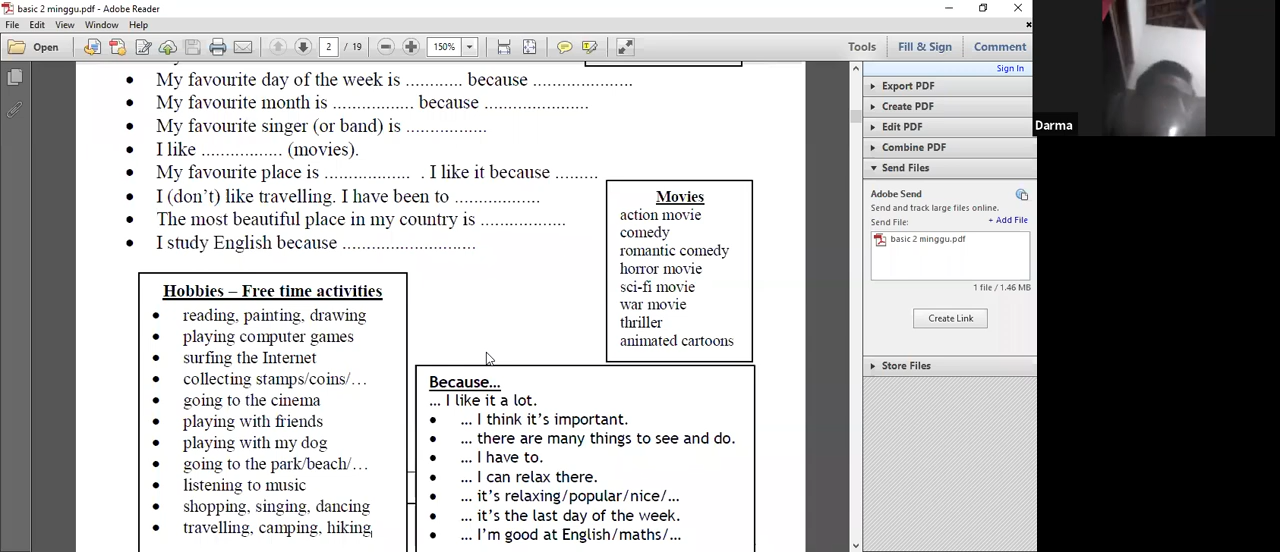 basic 2 minggu.pdf - Adobe Reader
File Edit View Window Help
Open
2 / 19
150%
Tools
Fill & Sign
Comment
• My favourite day of the week is ............ because .....................
• My favourite month is ................. because ......................
• My favourite singer (or band) is .................
• I like ................. (movies).
• My favourite place is .................. . I like it because .........
• I (don't) like travelling. I have been to ..................
• The most beautiful place in my country is ..................
• I study English because ...........................
Movies
action movie
comedy
romantic comedy
horror movie
sci-fi movie
war movie
thriller
animated cartoons
Hobbies – Free time activities
• reading, painting, drawing
• playing computer games
• surfing the Internet
• collecting stamps/coins/…
• going to the cinema
• playing with friends
• playing with my dog
• going to the park/beach/…
• listening to music
• shopping, singing, dancing
• travelling, camping, hiking
Because…
… I like it a lot.
• … I think it's important.
• … there are many things to see and do.
• … I have to.
• … I can relax there.
• … it's relaxing/popular/nice/…
• … it's the last day of the week.
• … I'm good at English/maths/…
Sign In
Export PDF
Create PDF
Edit PDF
Combine PDF
Send Files
Adobe Send
Send and track large files online.
Send File:
+ Add File
basic 2 minggu.pdf
1 file / 1.46 MB
Create Link
Store Files
Darma